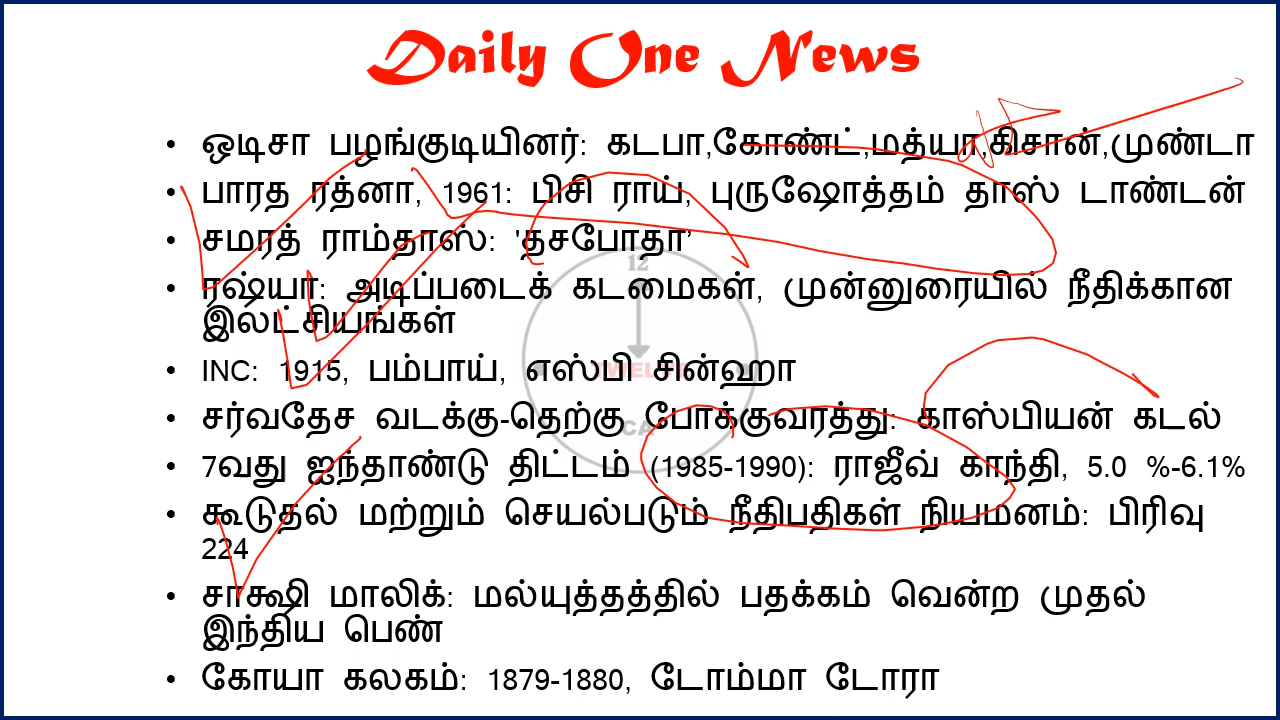 Daily One News
• ஒடிசா பழங்குடியினர்: கடபா,கோண்ட்,மத்யா,கிசான்,முண்டா
• பாரத ரத்னா, 1961: பிசி ராய், புருஷோத்தம் தாஸ் டாண்டன்
• சமரத் ராம்தாஸ்: 'தசபோதா’
12
• ரஷ்யா: அடிப்படைக் கடமைகள், முன்னுரையில் நீதிக்கான
இலட்சியங்கள்
• INC: 1915, பம்பாய், எஸ்பி சின்ஹா
• சர்வதேச வடக்கு-தெற்கு போக்குவரத்து: காஸ்பியன் கடல்
CA
• 7வது ஐந்தாண்டு திட்டம் (1985-1990): ராஜீவ் காந்தி, 5.0 %-6.1%
• கூடுதல் மற்றும் செயல்படும் நீதிபதிகள் நியமனம்: பிரிவு
224
• சாக்ஷி மாலிக்: மல்யுத்தத்தில் பதக்கம் வென்ற முதல்
இந்திய பெண்
• கோயா கலகம்: 1879-1880, டோம்மா டோரா